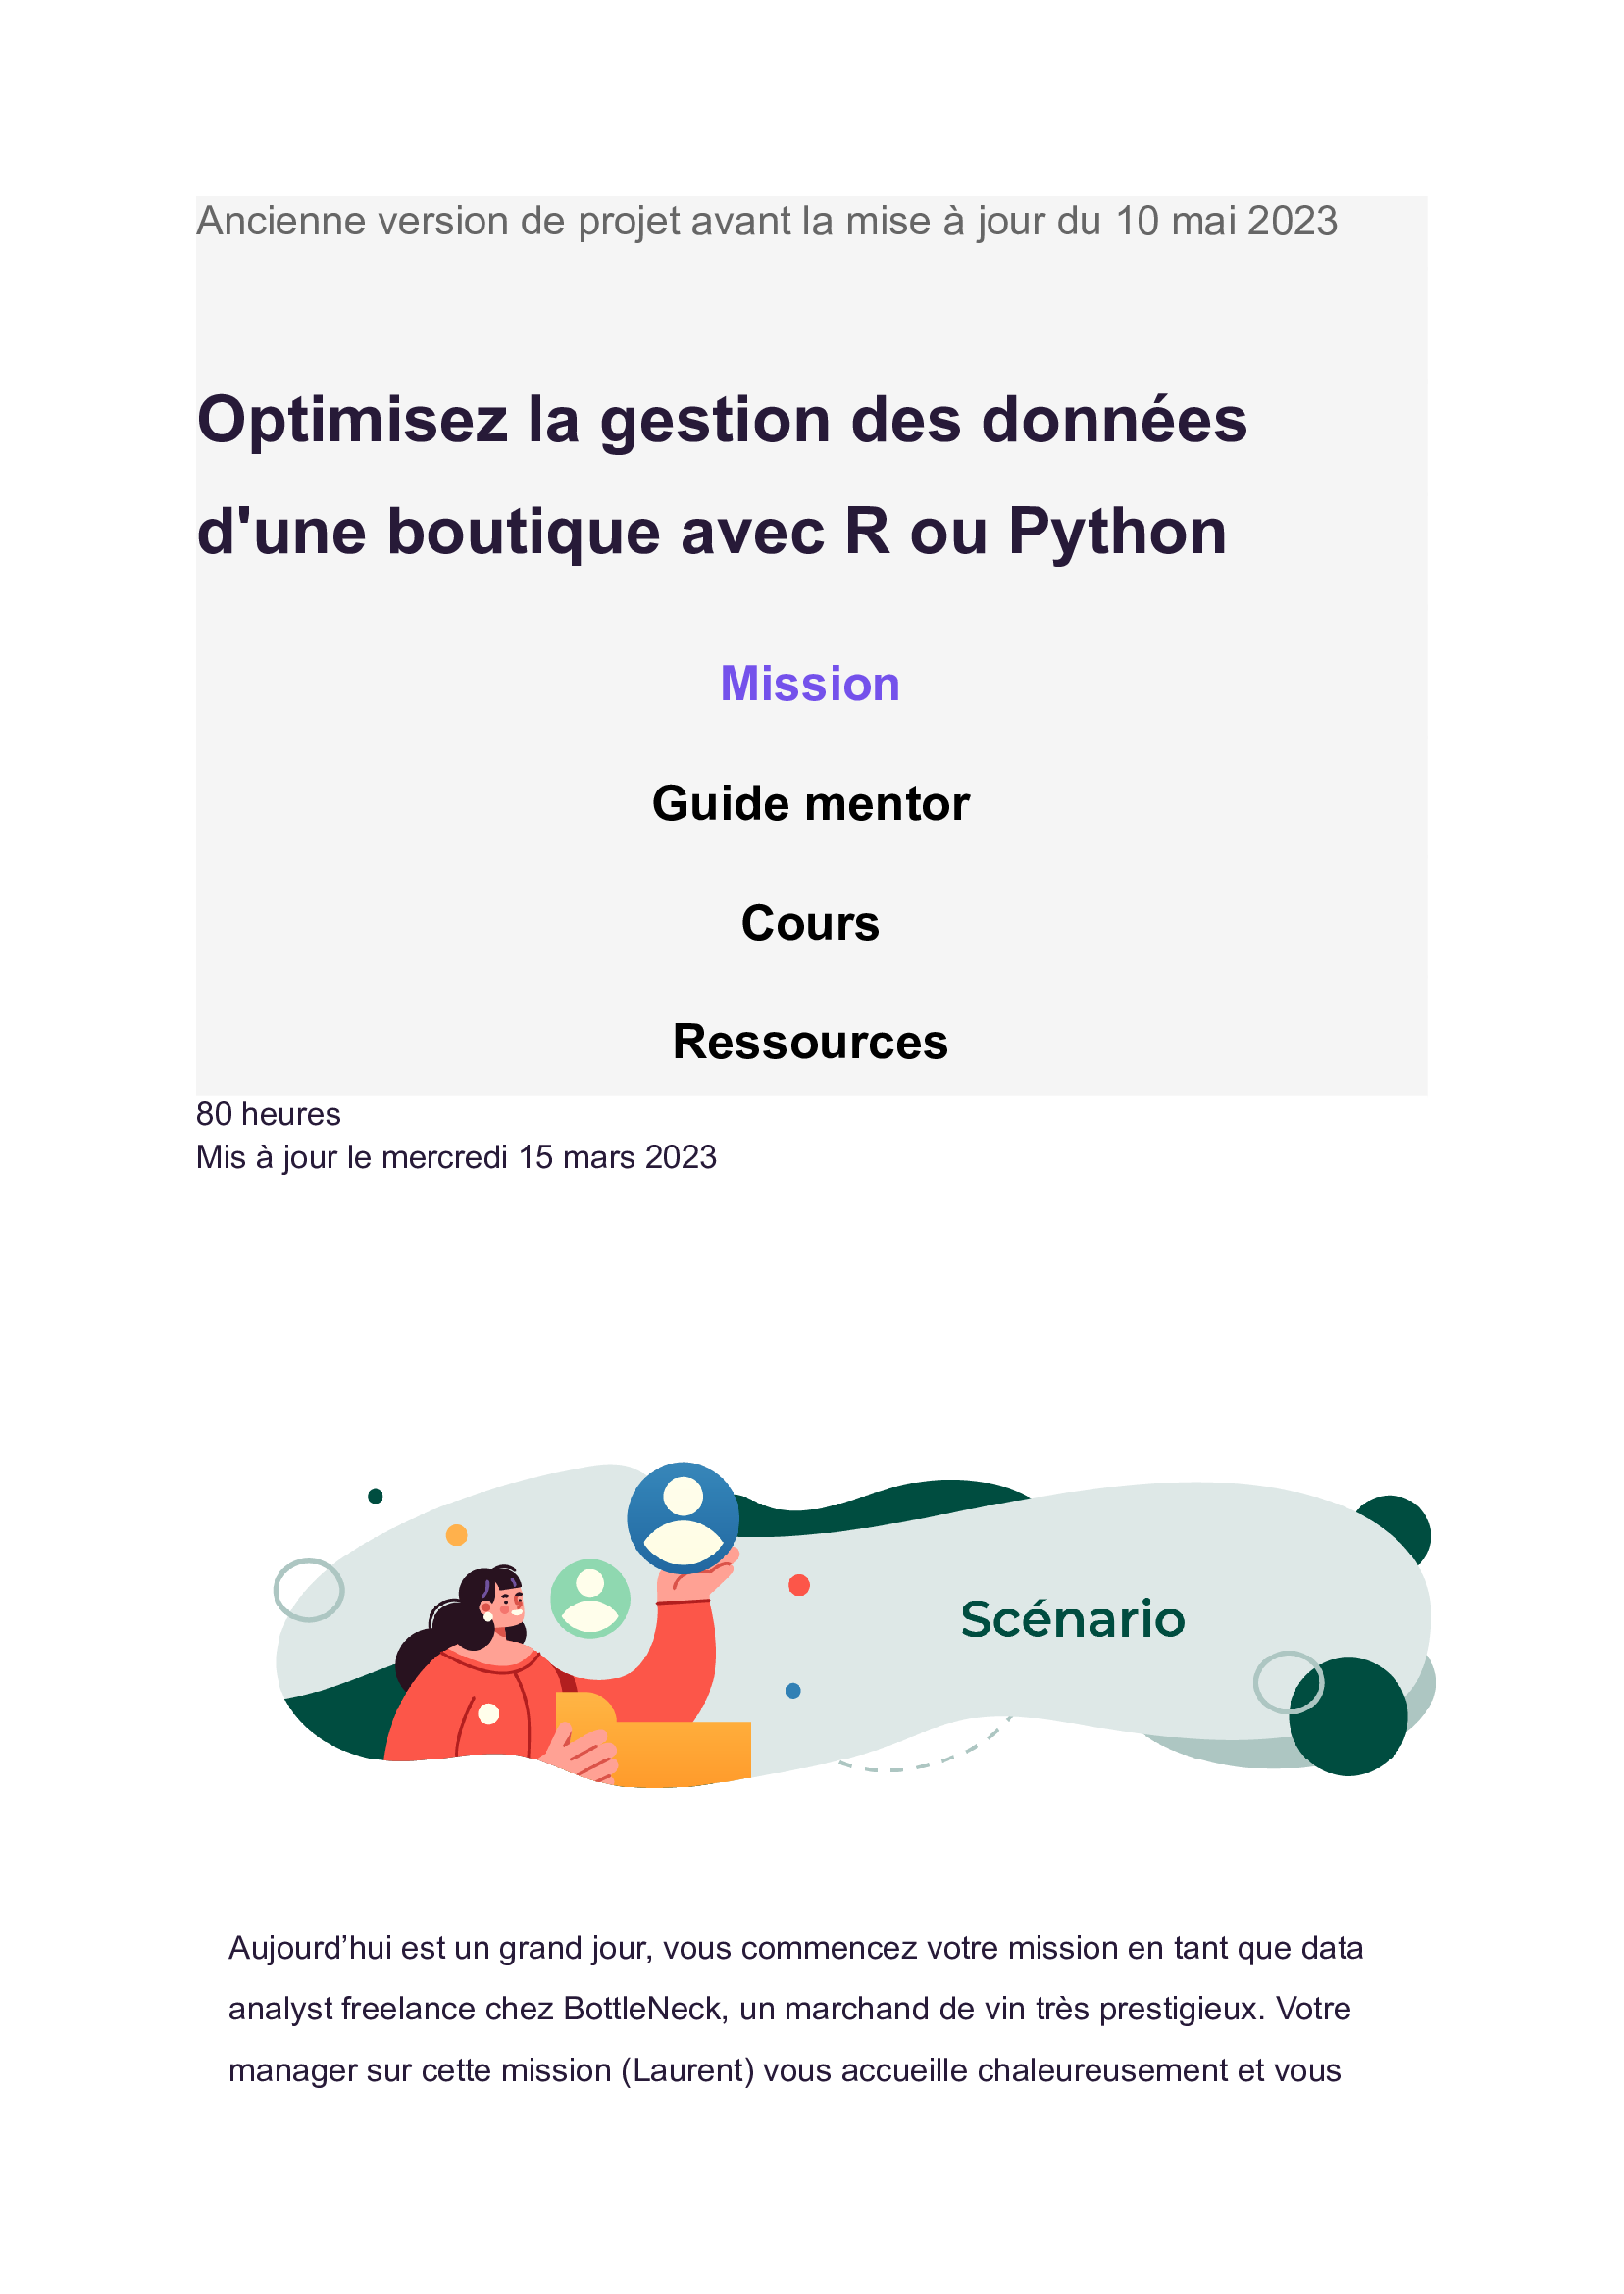 Ancienne version de projet avant la mise à jour du 10 mai 2023
Optimisez la gestion des données
d'une boutique avec R ou Python
Mission
Guide mentor
Cours
Ressources
80 heures
Mis à jour le mercredi 15 mars 2023
Scénario
Aujourd’hui est un grand jour, vous commencez votre mission en tant que data
analyst freelance chez BottleNeck, un marchand de vin très prestigieux. Votre
manager sur cette mission (Laurent) vous accueille chaleureusement et vous